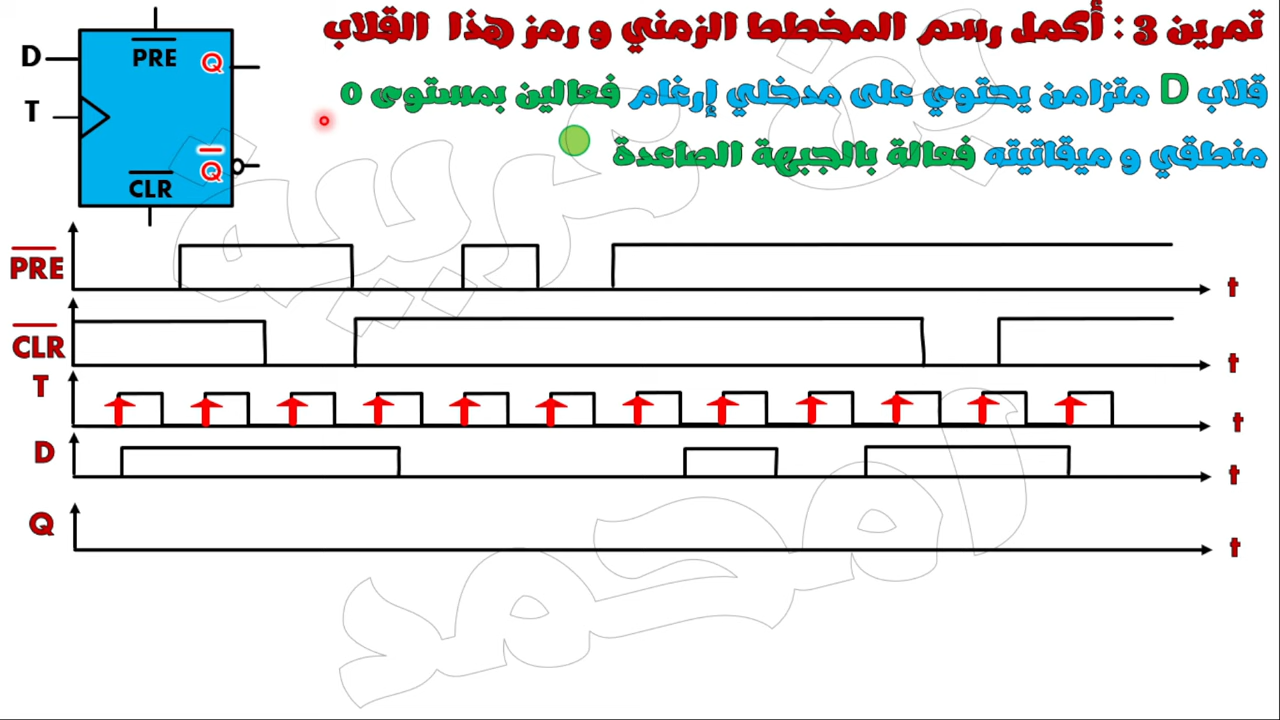 تمرين 3 : أكمل رسم المخطط الزمني و رمز هذا القلاب
قلاب D متزامن يحتوي على مدخلي إرغام فعالين بمستوى 0
منطقي و ميقاتيته فعالة بالجبهة الصاعدة
D
PRE
Q
T
Q
CLR
PRE
t
CLR
t
T
t
D
t
Q
t